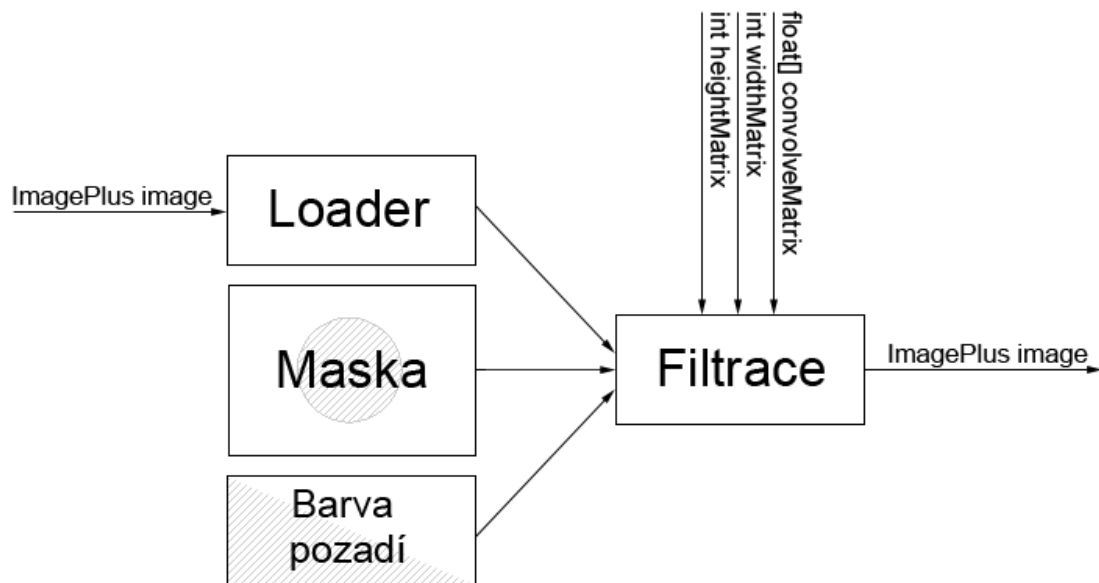 float[] convolveMatrix
int widthMatrix
int heightMatrix
ImagePlus image
Loader
Maska
Filtrace
ImagePlus image
Barva
pozadí